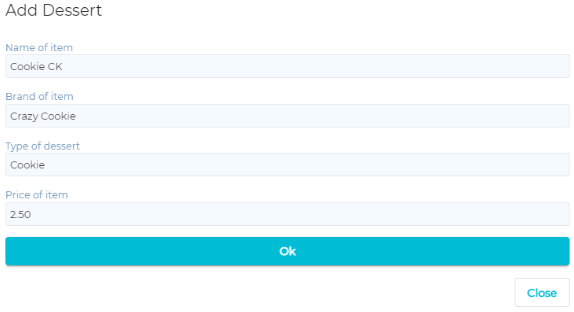 Add Dessert
Name of item
Cookie CK
Brand of item
Crazy Cookie
Type of dessert
Cookie
Price of item
2.50
Ok
Close